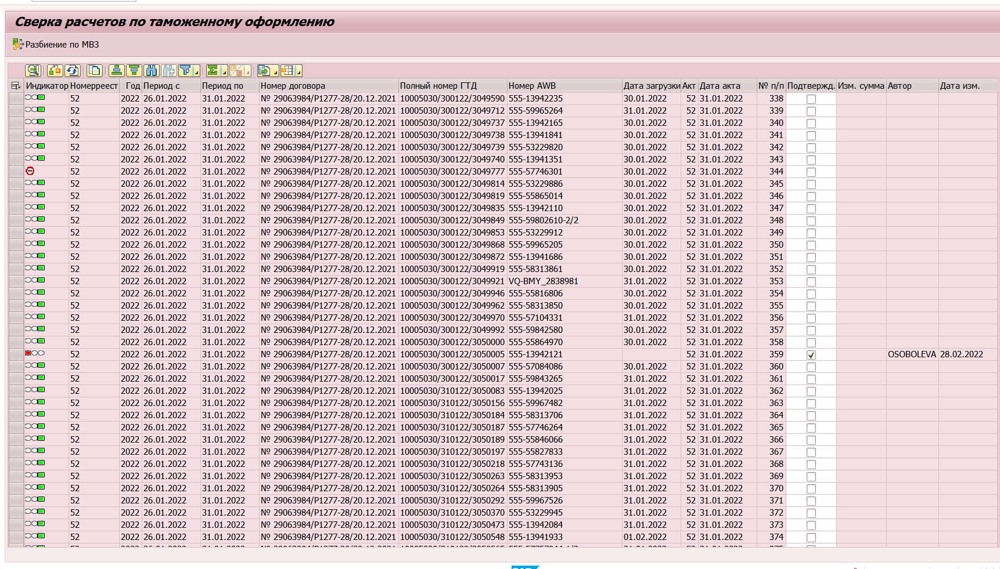 Сверка расчетов по таможенному оформлению
Разбиение по МВЗ
Индикатор Номерреест Год Период с Период по Номер договора Полный номер ГТД Номер AWB Дата загрузки Акт Дата акта № п/п Подтвержд. Изм. сумма Автор Дата изм.
52 2022 26.01.2022 31.01.2022 № 29063984/P1277-28/20.12.2021 10005030/300122/3049590 555-13942235 30.01.2022 52 31.01.2022 338
52 2022 26.01.2022 31.01.2022 № 29063984/P1277-28/20.12.2021 10005030/300122/3049712 555-59965264 31.01.2022 52 31.01.2022 339
52 2022 26.01.2022 31.01.2022 № 29063984/P1277-28/20.12.2021 10005030/300122/3049737 555-13942165 30.01.2022 52 31.01.2022 340
52 2022 26.01.2022 31.01.2022 № 29063984/P1277-28/20.12.2021 10005030/300122/3049738 555-13941841 30.01.2022 52 31.01.2022 341
52 2022 26.01.2022 31.01.2022 № 29063984/P1277-28/20.12.2021 10005030/300122/3049739 555-53229820 30.01.2022 52 31.01.2022 342
52 2022 26.01.2022 31.01.2022 № 29063984/P1277-28/20.12.2021 10005030/300122/3049740 555-13941351 30.01.2022 52 31.01.2022 343
52 2022 26.01.2022 31.01.2022 № 29063984/P1277-28/20.12.2021 10005030/300122/3049777 555-57746301 30.01.2022 52 31.01.2022 344
52 2022 26.01.2022 31.01.2022 № 29063984/P1277-28/20.12.2021 10005030/300122/3049814 555-53229886 30.01.2022 52 31.01.2022 345
52 2022 26.01.2022 31.01.2022 № 29063984/P1277-28/20.12.2021 10005030/300122/3049819 555-55865014 30.01.2022 52 31.01.2022 346
52 2022 26.01.2022 31.01.2022 № 29063984/P1277-28/20.12.2021 10005030/300122/3049835 555-13942110 30.01.2022 52 31.01.2022 347
52 2022 26.01.2022 31.01.2022 № 29063984/P1277-28/20.12.2021 10005030/300122/3049849 555-59802610-2/2 30.01.2022 52 31.01.2022 348
52 2022 26.01.2022 31.01.2022 № 29063984/P1277-28/20.12.2021 10005030/300122/3049853 555-53229912 30.01.2022 52 31.01.2022 349
52 2022 26.01.2022 31.01.2022 № 29063984/P1277-28/20.12.2021 10005030/300122/3049868 555-59965205 30.01.2022 52 31.01.2022 350
52 2022 26.01.2022 31.01.2022 № 29063984/P1277-28/20.12.2021 10005030/300122/3049872 555-13941686 30.01.2022 52 31.01.2022 351
52 2022 26.01.2022 31.01.2022 № 29063984/P1277-28/20.12.2021 10005030/300122/3049919 555-58313861 30.01.2022 52 31.01.2022 352
52 2022 26.01.2022 31.01.2022 № 29063984/P1277-28/20.12.2021 10005030/300122/3049921 VQ-BMY_2838981 31.01.2022 52 31.01.2022 353
52 2022 26.01.2022 31.01.2022 № 29063984/P1277-28/20.12.2021 10005030/300122/3049946 555-55816806 30.01.2022 52 31.01.2022 354
52 2022 26.01.2022 31.01.2022 № 29063984/P1277-28/20.12.2021 10005030/300122/3049962 555-58313850 30.01.2022 52 31.01.2022 355
52 2022 26.01.2022 31.01.2022 № 29063984/P1277-28/20.12.2021 10005030/300122/3049970 555-57104331 31.01.2022 52 31.01.2022 356
52 2022 26.01.2022 31.01.2022 № 29063984/P1277-28/20.12.2021 10005030/300122/3049992 555-59842580 30.01.2022 52 31.01.2022 357
52 2022 26.01.2022 31.01.2022 № 29063984/P1277-28/20.12.2021 10005030/300122/3050000 555-55864970 30.01.2022 52 31.01.2022 358
52 2022 26.01.2022 31.01.2022 № 29063984/P1277-28/20.12.2021 10005030/300122/3050005 555-13942121 52 31.01.2022 359 OSOBOLEVA 28.02.2022
52 2022 26.01.2022 31.01.2022 № 29063984/P1277-28/20.12.2021 10005030/300122/3050007 555-57084086 30.01.2022 52 31.01.2022 360
52 2022 26.01.2022 31.01.2022 № 29063984/P1277-28/20.12.2021 10005030/300122/3050017 555-59843265 31.01.2022 52 31.01.2022 361
52 2022 26.01.2022 31.01.2022 № 29063984/P1277-28/20.12.2021 10005030/310122/3050083 555-13942025 31.01.2022 52 31.01.2022 362
52 2022 26.01.2022 31.01.2022 № 29063984/P1277-28/20.12.2021 10005030/310122/3050156 555-59967482 31.01.2022 52 31.01.2022 363
52 2022 26.01.2022 31.01.2022 № 29063984/P1277-28/20.12.2021 10005030/310122/3050184 555-58313706 31.01.2022 52 31.01.2022 364
52 2022 26.01.2022 31.01.2022 № 29063984/P1277-28/20.12.2021 10005030/310122/3050187 555-57746264 31.01.2022 52 31.01.2022 365
52 2022 26.01.2022 31.01.2022 № 29063984/P1277-28/20.12.2021 10005030/310122/3050189 555-55846066 31.01.2022 52 31.01.2022 366
52 2022 26.01.2022 31.01.2022 № 29063984/P1277-28/20.12.2021 10005030/310122/3050197 555-55827833 31.01.2022 52 31.01.2022 367
52 2022 26.01.2022 31.01.2022 № 29063984/P1277-28/20.12.2021 10005030/310122/3050218 555-57743136 31.01.2022 52 31.01.2022 368
52 2022 26.01.2022 31.01.2022 № 29063984/P1277-28/20.12.2021 10005030/310122/3050263 555-58313953 31.01.2022 52 31.01.2022 369
52 2022 26.01.2022 31.01.2022 № 29063984/P1277-28/20.12.2021 10005030/310122/3050264 555-58313905 31.01.2022 52 31.01.2022 370
52 2022 26.01.2022 31.01.2022 № 29063984/P1277-28/20.12.2021 10005030/310122/3050292 555-59967526 31.01.2022 52 31.01.2022 371
52 2022 26.01.2022 31.01.2022 № 29063984/P1277-28/20.12.2021 10005030/310122/3050370 555-53229945 31.01.2022 52 31.01.2022 372
52 2022 26.01.2022 31.01.2022 № 29063984/P1277-28/20.12.2021 10005030/310122/3050473 555-13942084 31.01.2022 52 31.01.2022 373
52 2022 26.01.2022 31.01.2022 № 29063984/P1277-28/20.12.2021 10005030/310122/3050548 555-13941933 01.02.2022 52 31.01.2022 374